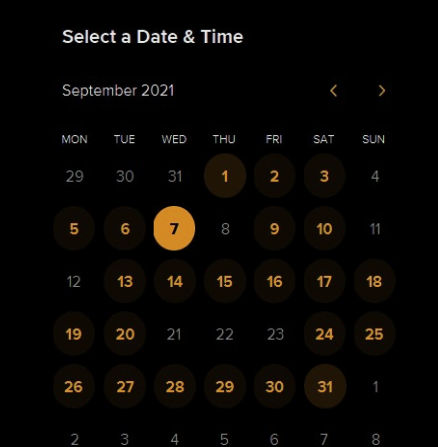 Select a Date & Time
September 2021
MON TUE WED THU FRI SAT SUN
29 30 31 1 2 3 4
5 6 7 8 9 10 11
12 13 14 15 16 17 18
19 20 21 22 23 24 25
26 27 28 29 30 31 1
2 3 4 5 6 7 8